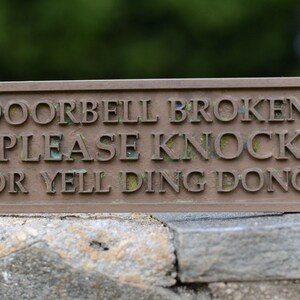 DOORBELL BROKEN
PLEASE KNOCK
OR YELL DING DONG